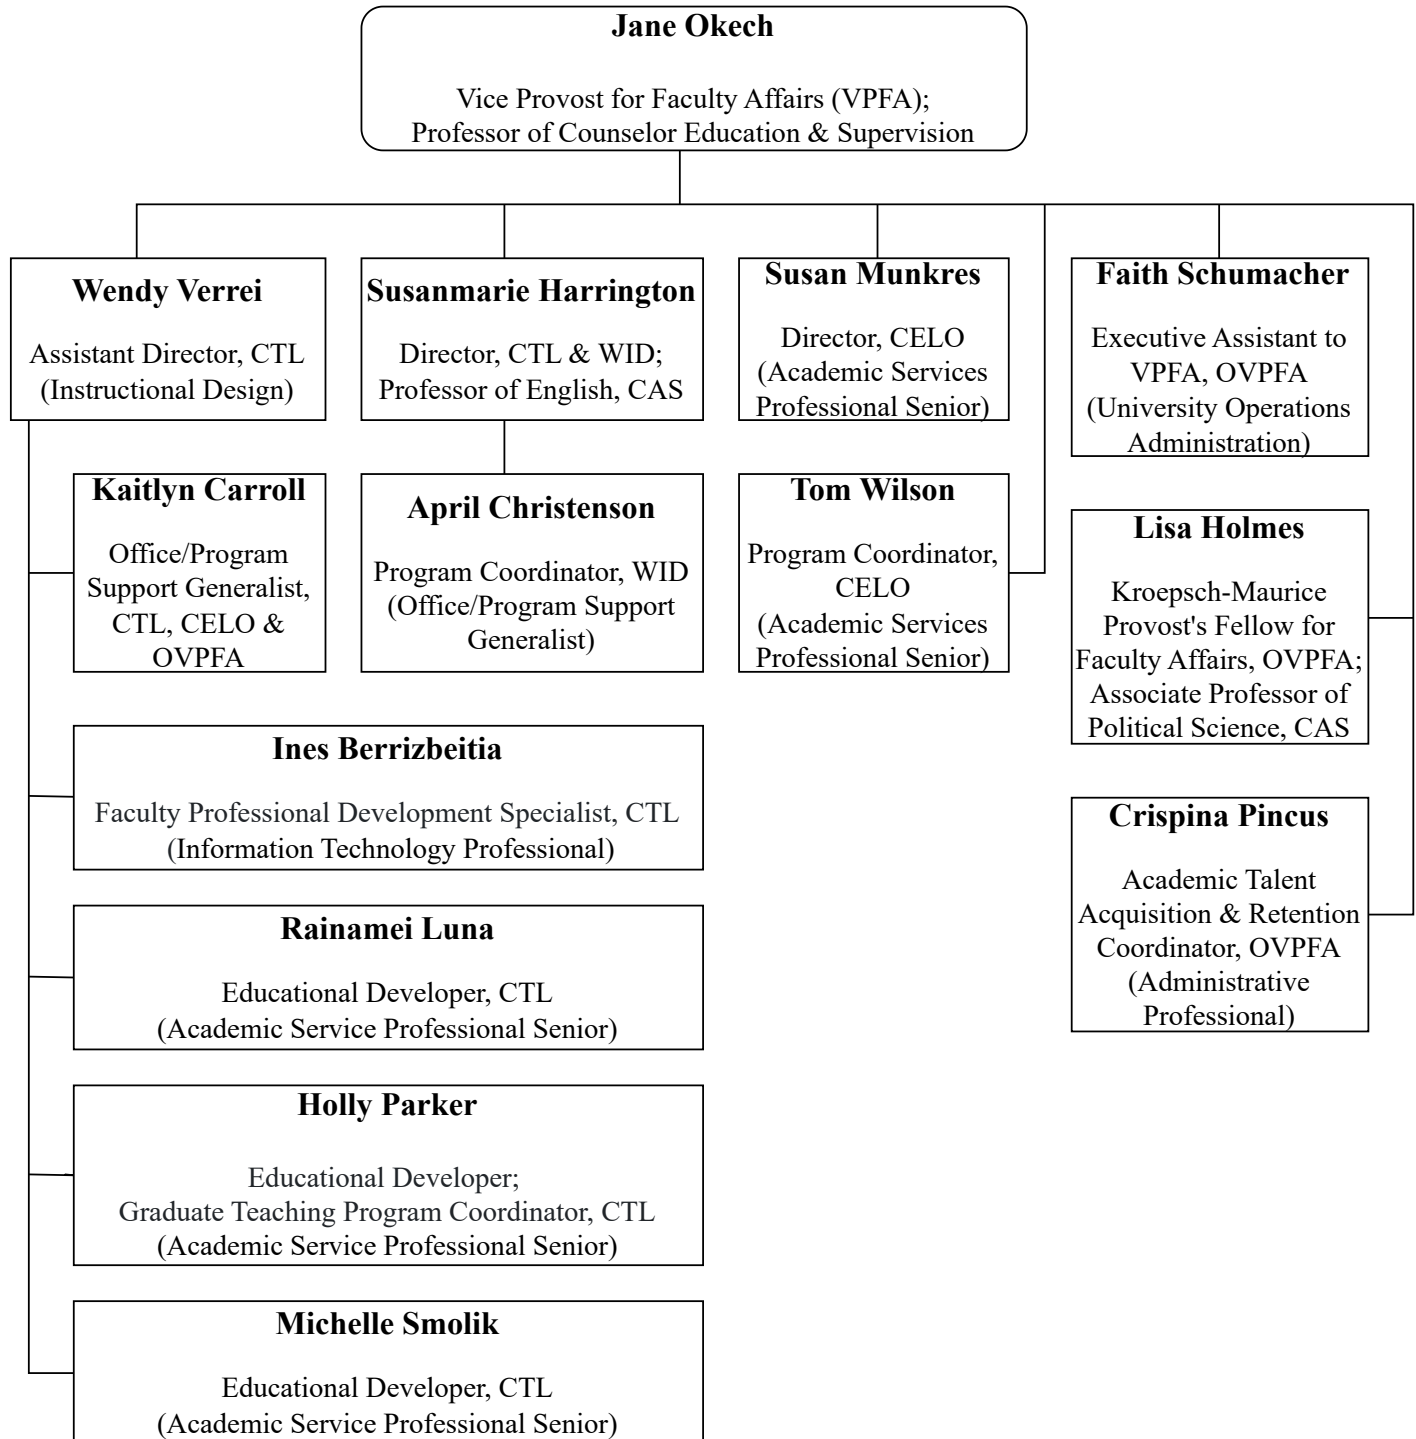 Jane Okech
Vice Provost for Faculty Affairs (VPFA);
Professor of Counselor Education & Supervision
Wendy Verrei
Assistant Director, CTL
(Instructional Design)
Susanmarie Harrington
Director, CTL & WID;
Professor of English, CAS
Susan Munkres
Director, CELO
(Academic Services
Professional Senior)
Faith Schumacher
Executive Assistant to
VPFA, OVPFA
(University Operations
Administration)
Kaitlyn Carroll
Office/Program
Support Generalist,
CTL, CELO &
OVPFA
April Christenson
Program Coordinator, WID
(Office/Program Support
Generalist)
Tom Wilson
Program Coordinator,
CELO
(Academic Services
Professional Senior)
Lisa Holmes
Kroepsch-Maurice
Provost's Fellow for
Faculty Affairs, OVPFA;
Associate Professor of
Political Science, CAS
Ines Berrizbeitia
Faculty Professional Development Specialist, CTL
(Information Technology Professional)
Crispina Pincus
Academic Talent
Acquisition & Retention
Coordinator, OVPFA
(Administrative
Professional)
Rainamei Luna
Educational Developer, CTL
(Academic Service Professional Senior)
Holly Parker
Educational Developer;
Graduate Teaching Program Coordinator, CTL
(Academic Service Professional Senior)
Michelle Smolik
Educational Developer, CTL
(Academic Service Professional Senior)